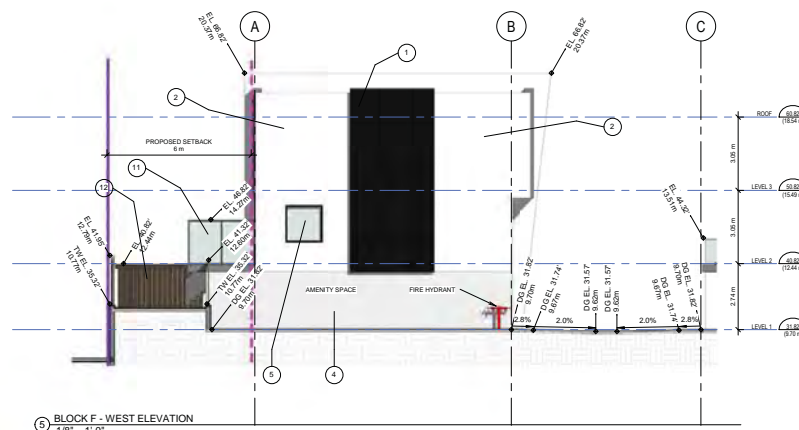 A
B
C
EL. 66.82'
20.37m
EL. 66.82'
20.37m
1
2
2
ROOF
60.82'
(18.54 m)
PROPOSED SETBACK
6 m
3.05 m
11
12
EL. 46.82'
14.27m
LEVEL 3
50.82'
(15.49 m)
EL. 44.32'
13.51m
3.05 m
EL. 41.95'
12.79m
EL. 40.82'
12.44m
EL. 41.32'
12.60m
LEVEL 2
40.82'
(12.44 m)
TW EL. 35.32'
10.77m
TW EL. 35.32'
10.77m
DG EL. 31.82'
9.70m
AMENITY SPACE
FIRE HYDRANT
DG EL. 31.82'
9.70m
DG EL. 31.74'
9.67m
DG EL. 31.57'
9.62m
DG EL. 31.57'
9.62m
DG EL. 31.74'
9.67m
DG EL. 31.82'
9.70m
2.74 m
2.8%
2.0%
2.0%
2.8%
LEVEL 1
31.82'
(9.70 m)
5
4
5
BLOCK F - WEST ELEVATION
1/8" = 1'-0"